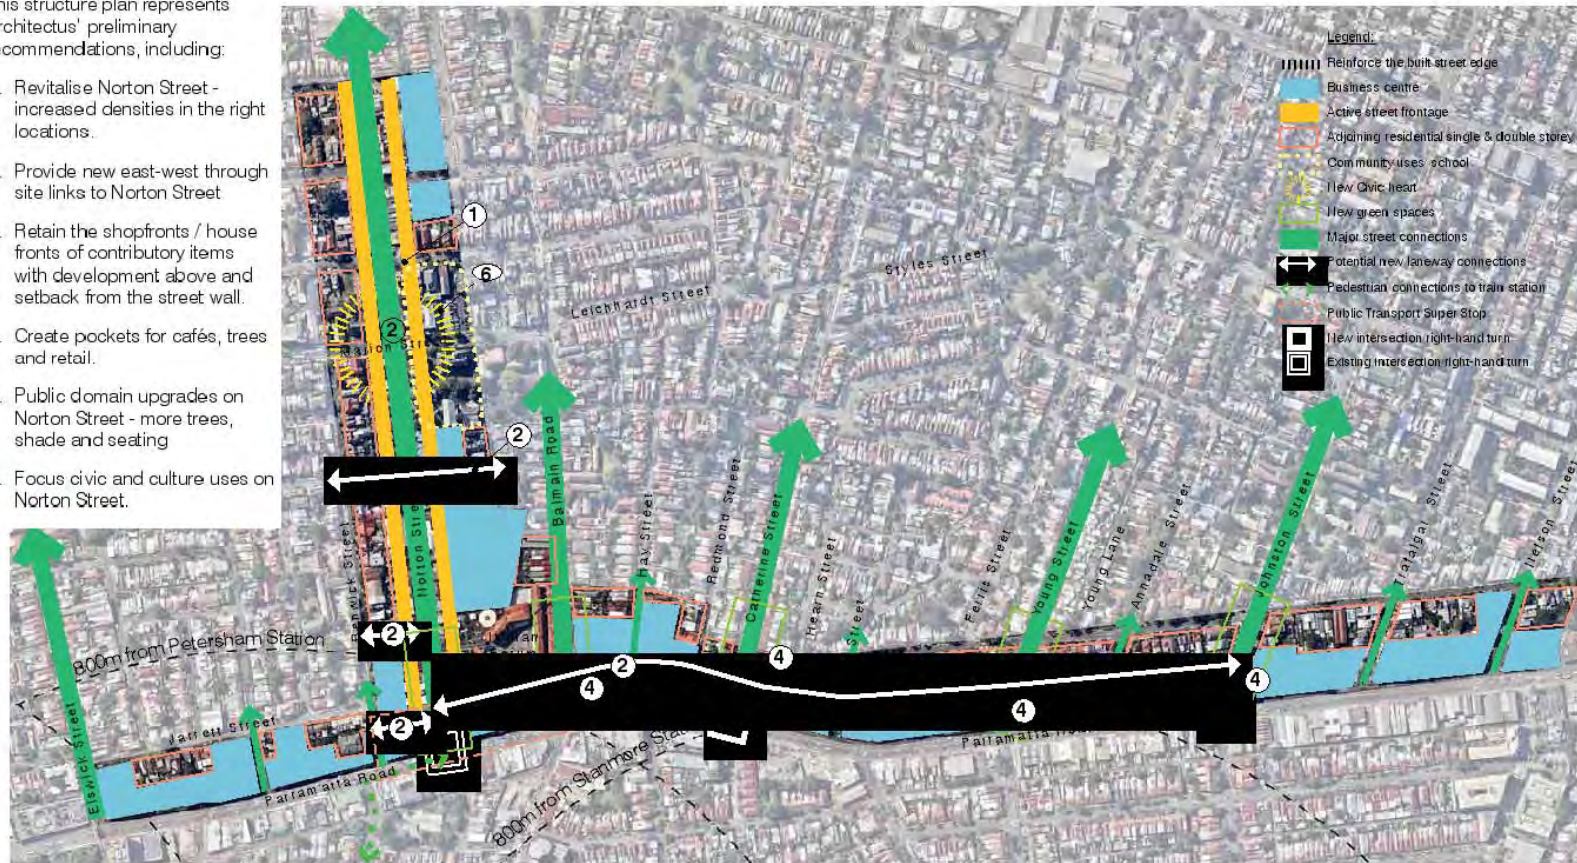 his structure plan represents
rchitectus' preliminary
ecommendations, including:
. Revitalise Norton Street -
increased densities in the right
locations.
. Provide new east-west through
site links to Norton Street
. Retain the shopfronts / house
fronts of contributory items
with development above and
setback from the street wall.
. Create pockets for cafés, trees
and retail.
. Public domain upgrades on
Norton Street - more trees,
shade and seating
. Focus civic and culture uses on
Norton Street.
Legend:
Reinforce the built street edge
Business centre
Active street frontage
Adjoining residential single & double storey
Community uses school
New Civic heart
New green spaces
Major street connections
Potential new laneway connections
Pedestrian connections to train station
Public Transport Super Stop
New intersection right-hand turn
Existing intersection right-hand turn
1
6
Styles Street
Leichhardt Street
2
Marion Street
2
Balmain Road
Norton Stre
Renwick Street
Hay Street
Redmond Street
Catherine Street
Hearn Street
Street
Ferris Street
Young Street
Young Lane
Annadale Street
Johnston Street
Trafalgar Street
Nelson Street
800m from Petersham Station
2
2
4
4
4
4
2
Elswick Street
Jarrett Street
Parramatta Road
800m from Stanmore Stat
Parramatta Ro